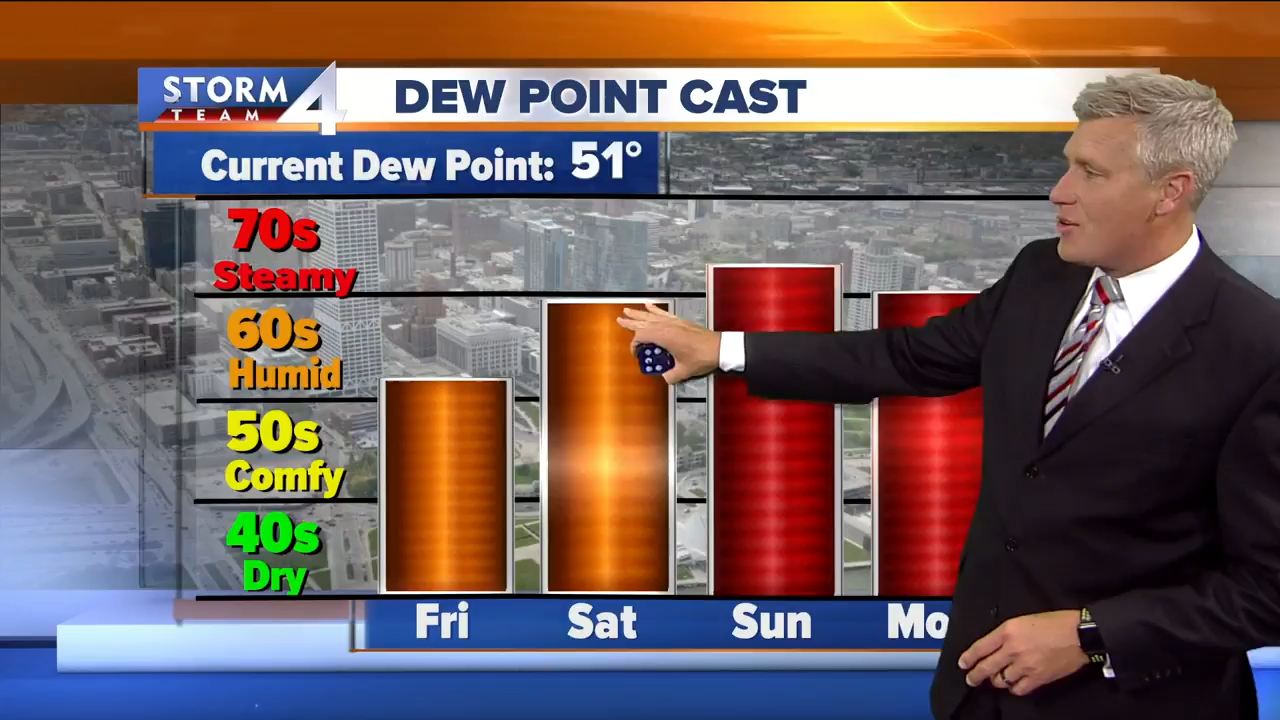 STORM
TEAM 4
DEW POINT CAST
Current Dew Point: 51°
70s
Steamy
60s
Humid
50s
Comfy
40s
Dry
Fri Sat Sun Mo